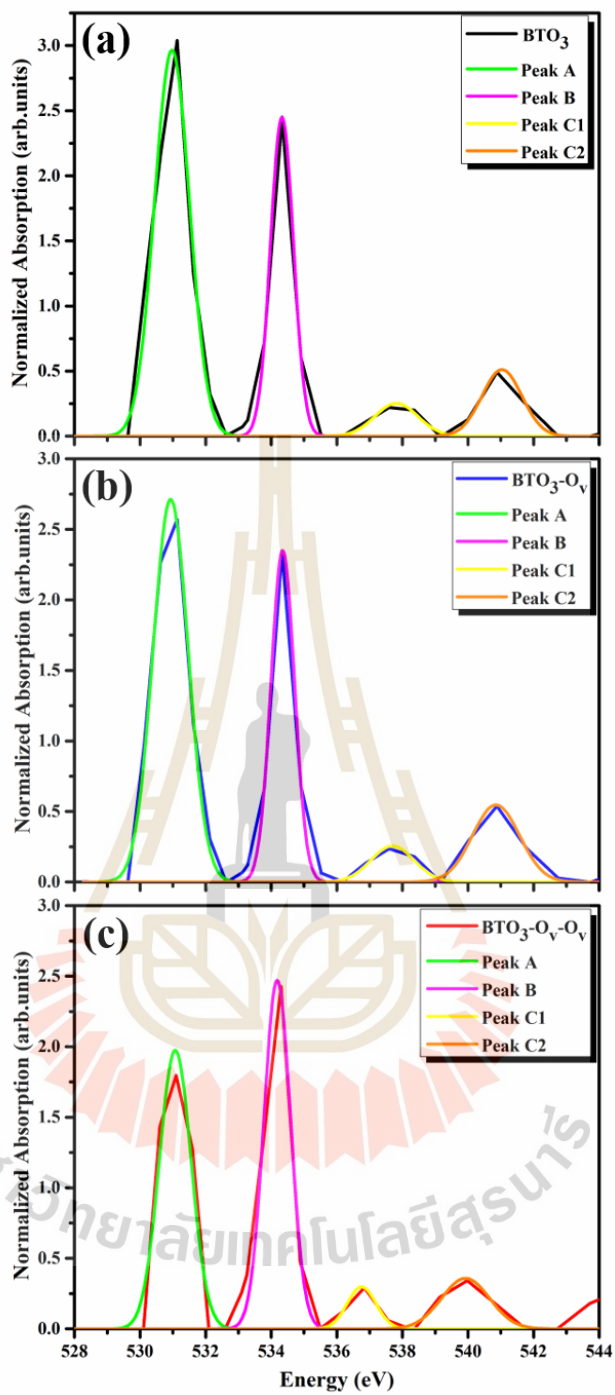 (a)
BTO3
Peak A
Peak B
Peak C1
Peak C2
Normalized Absorption (arb.units)
3.0
2.5
2.0
1.5
1.0
0.5
0.0
(b)
BTO3-Ov
Peak A
Peak B
Peak C1
Peak C2
Normalized Absorption (arb.units)
3.0
2.5
2.0
1.5
1.0
0.5
0.0
(c)
BTO3-Ov-Ov
Peak A
Peak B
Peak C1
Peak C2
Normalized Absorption (arb.units)
3.0
2.5
2.0
1.5
1.0
0.5
0.0
528 530 532 534 536 538 540 542 544
Energy (eV)
วิทยาลัยเทคโนโลยีสุรนารี